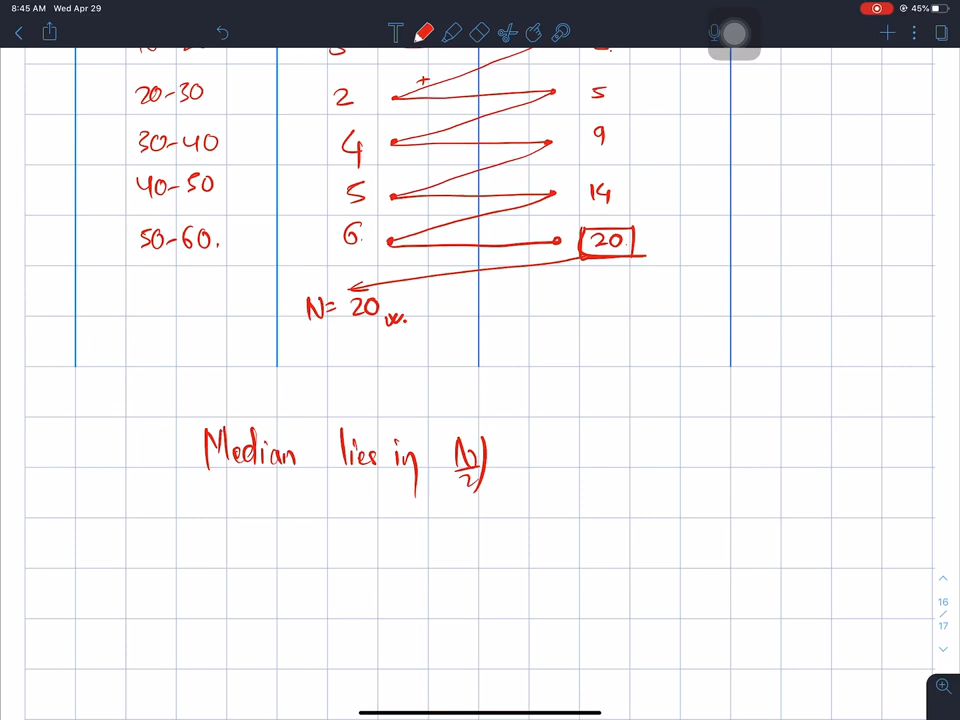 8:45 AM Wed Apr 29
45%
20-30 2 + 5
30-40 4 9
40-50 5 14
50-60. 6. 20.
N= 20
Median lies in
16
/
17